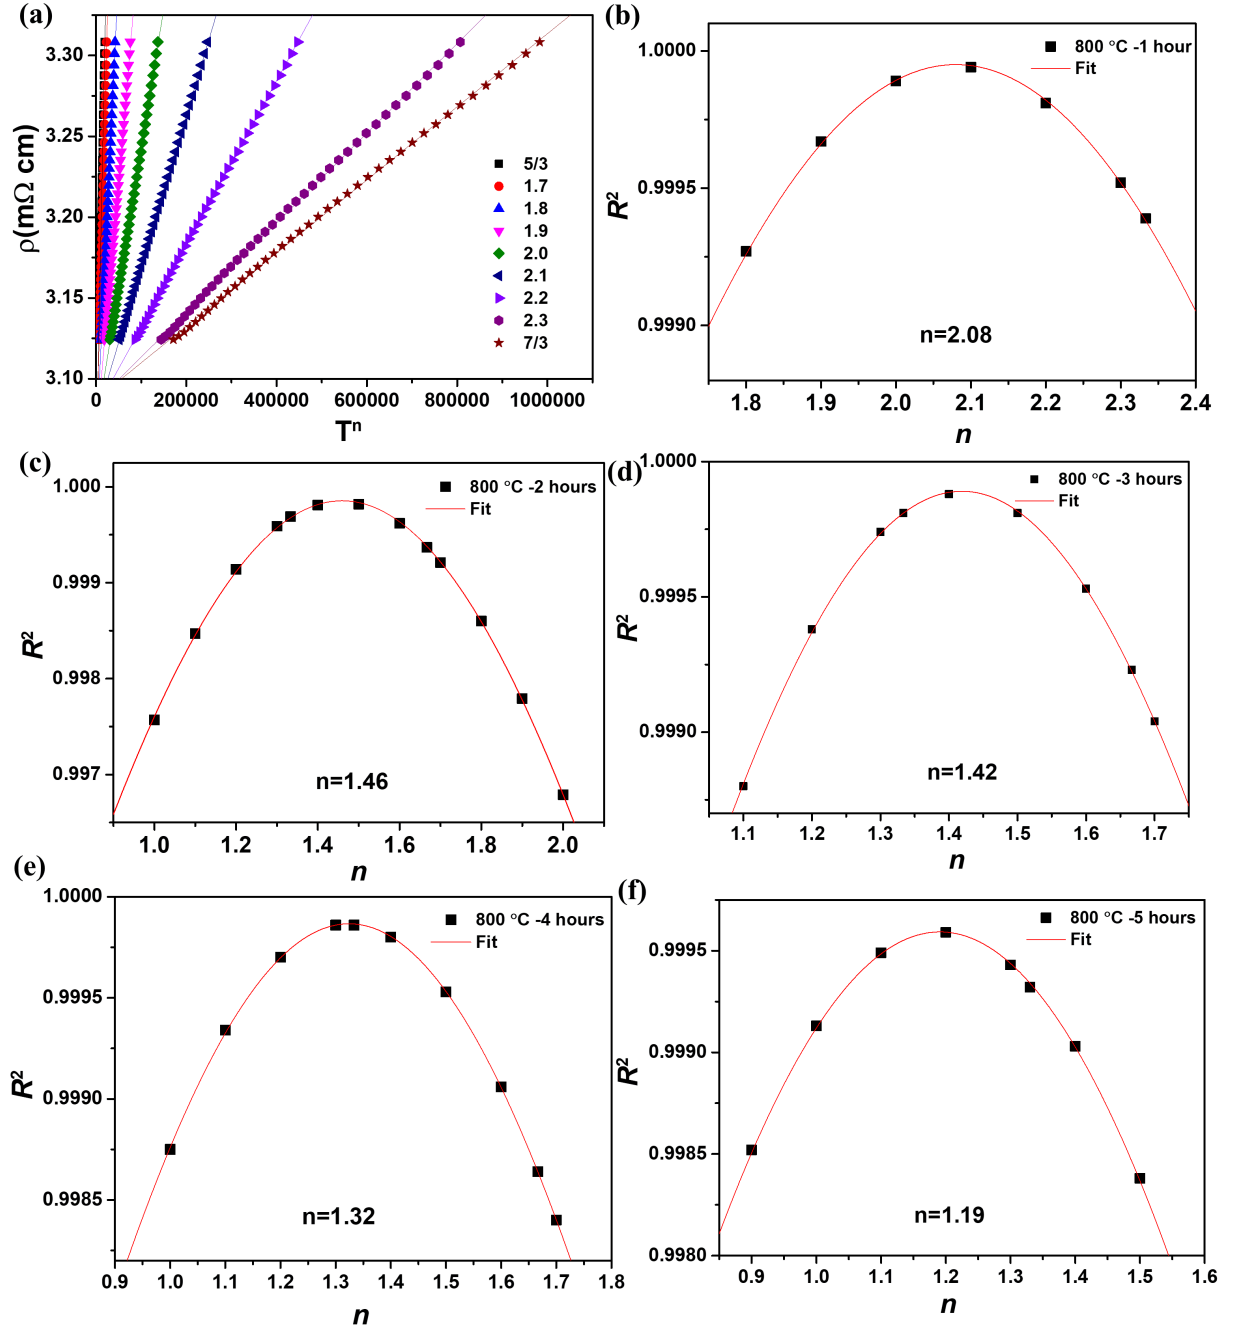 (a)
3.30
3.25
3.20
3.15
3.10
ρ(mΩ cm)
5/3
1.7
1.8
1.9
2.0
2.1
2.2
2.3
7/3
0 200000 400000 600000 800000 1000000
Tⁿ
(b)
1.0000
0.9995
0.9990
R²
800 °C -1 hour
Fit
n=2.08
1.8 1.9 2.0 2.1 2.2 2.3 2.4
n
(c)
1.000
0.999
0.998
0.997
R²
800 °C -2 hours
Fit
n=1.46
1.0 1.2 1.4 1.6 1.8 2.0
n
(d)
1.0000
0.9995
0.9990
R²
800 °C -3 hours
Fit
n=1.42
1.1 1.2 1.3 1.4 1.5 1.6 1.7
n
(e)
1.0000
0.9995
0.9990
0.9985
R²
800 °C -4 hours
Fit
n=1.32
0.9 1.0 1.1 1.2 1.3 1.4 1.5 1.6 1.7 1.8
n
(f)
0.9995
0.9990
0.9985
0.9980
R²
800 °C -5 hours
Fit
n=1.19
0.9 1.0 1.1 1.2 1.3 1.4 1.5 1.6
n